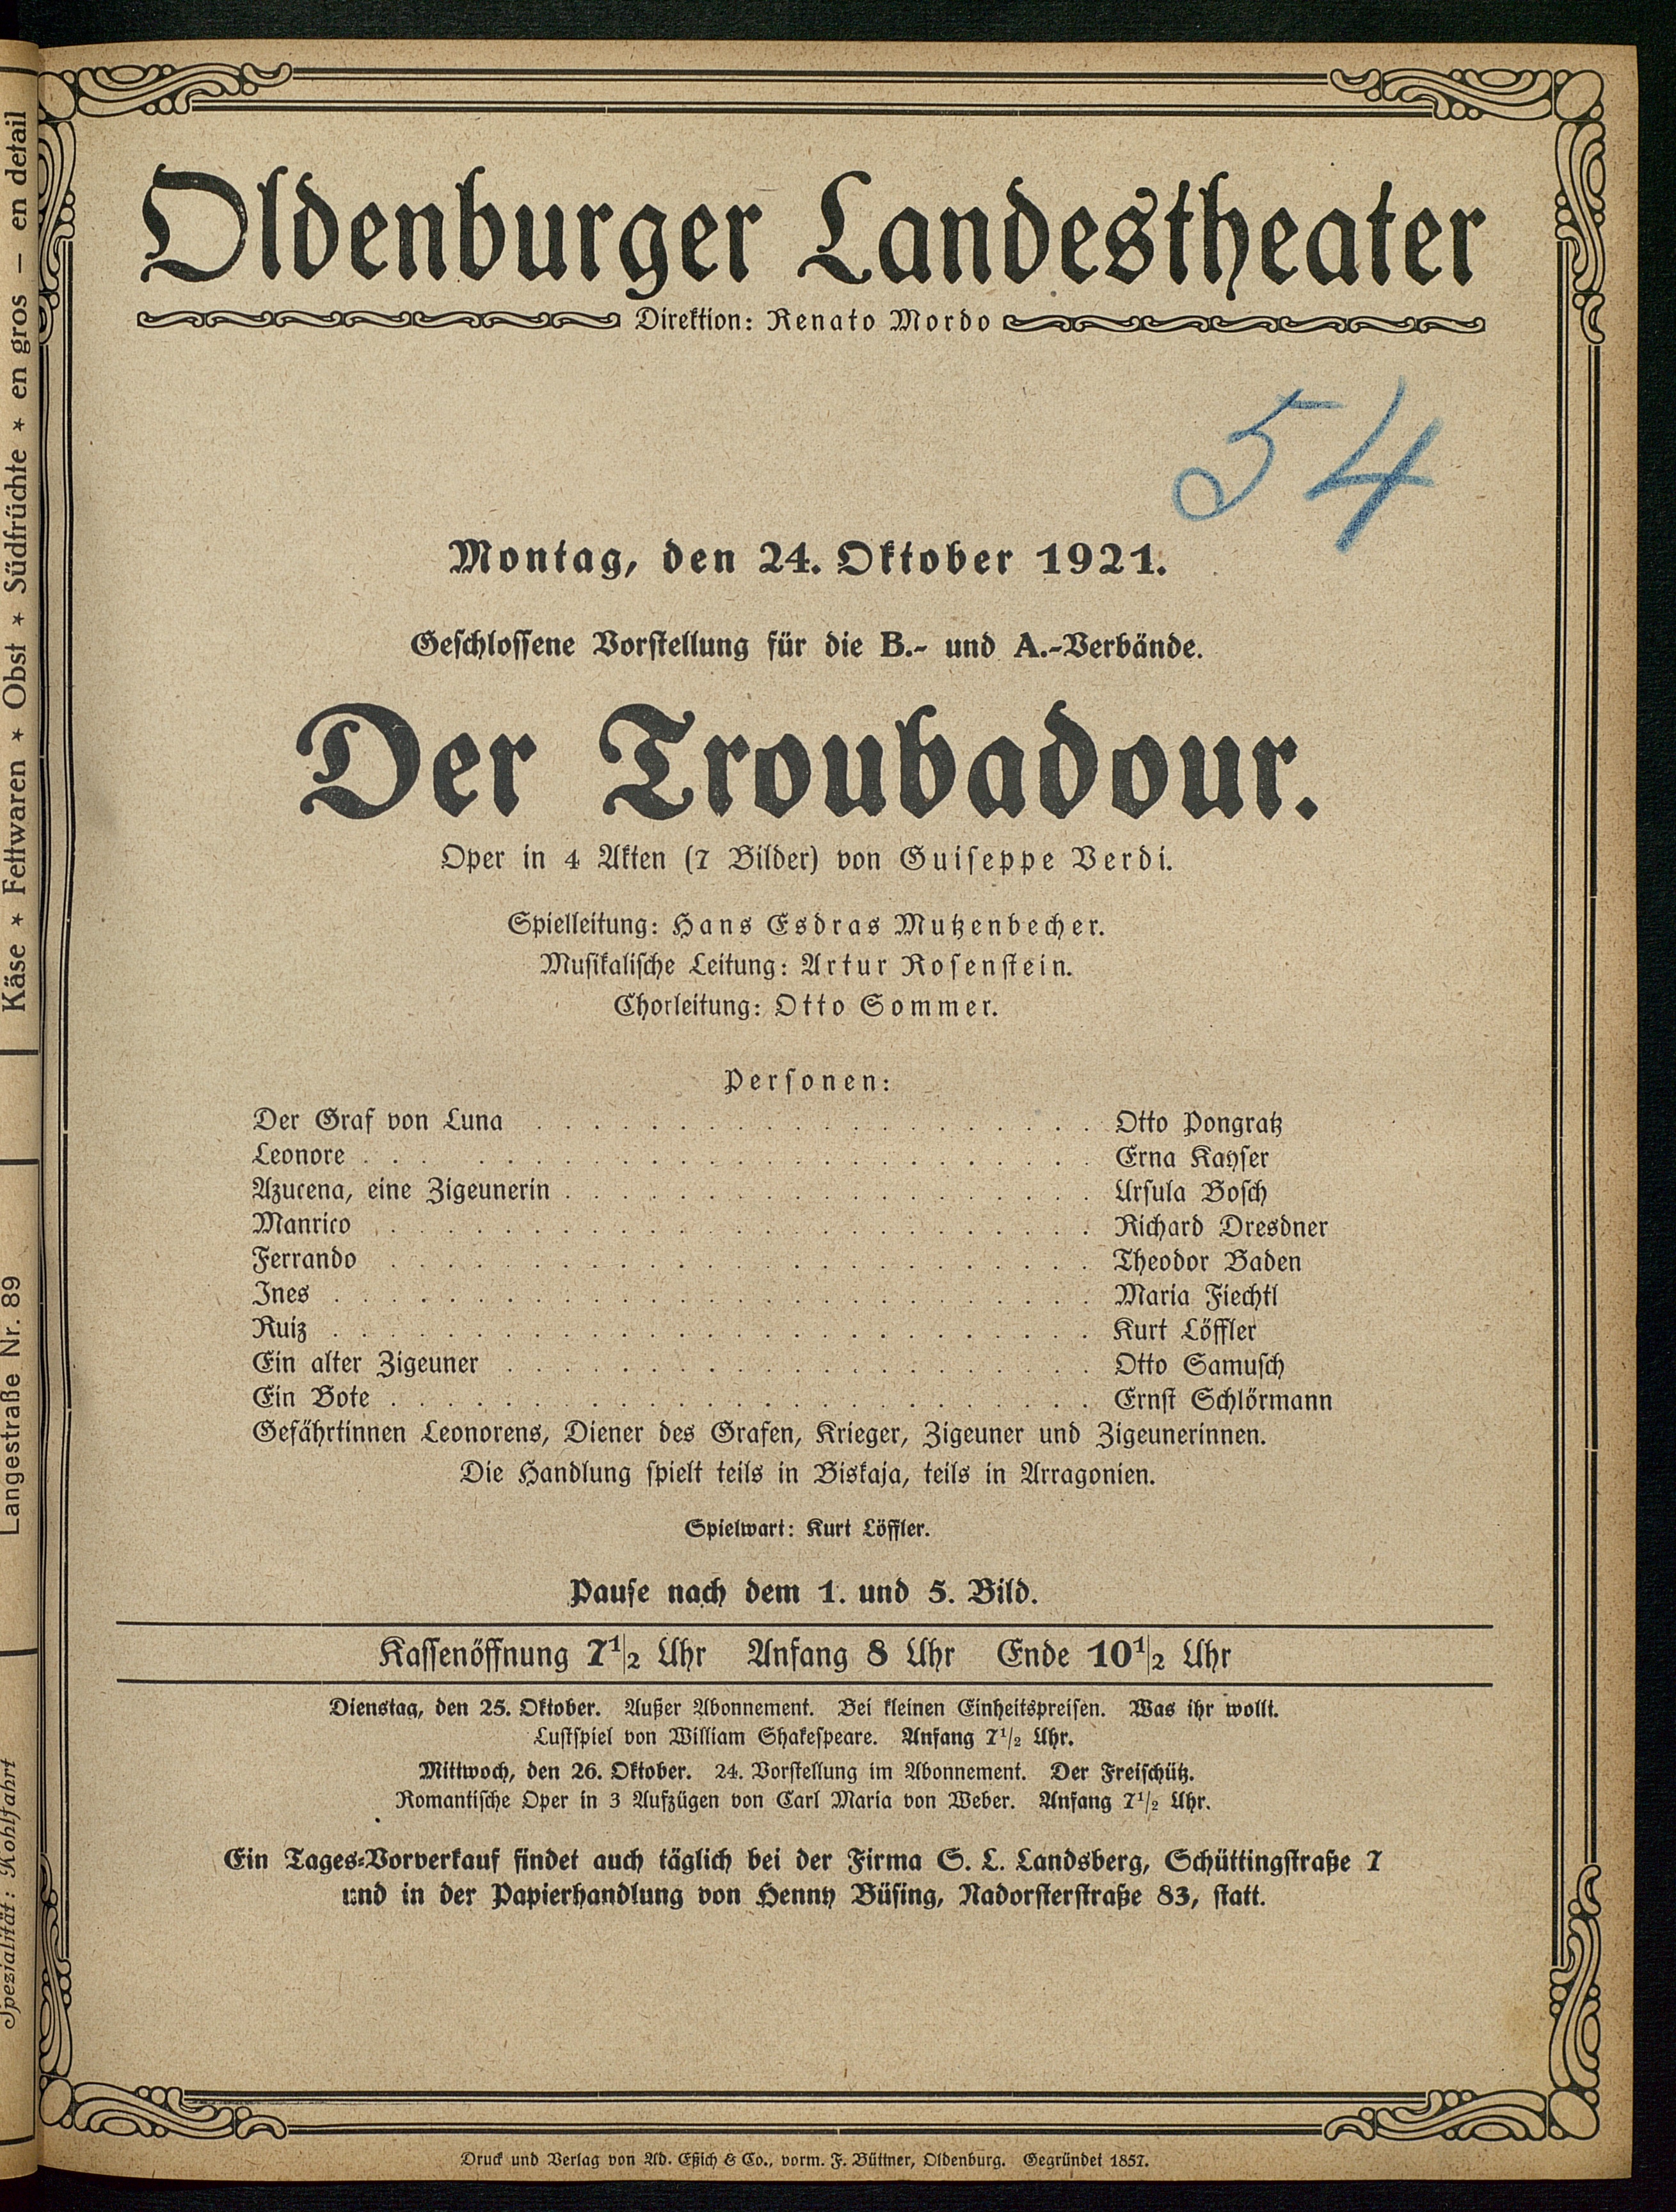 Oldenburger Landestheater
Direktion: Renato Mordo
54
Montag, den 24. Oktober 1921.
Geschlossene Vorstellung für die B.- und A.-Verbände.
Der Troubadour.
Oper in 4 Akten (7 Bilder) von Guiseppe Verdi.
Spielleitung: Hans Esdras Mutzenbecher.
Musikalische Leitung: Artur Rosenstein.
Chorleitung: Otto Sommer.
Personen:
Der Graf von Luna . . . . . . . . . . . . . . . . . . . . Otto Pongratz
Leonore . . . . . . . . . . . . . . . . . . . . . . . . . Erna Kayser
Azucena, eine Zigeunerin . . . . . . . . . . . . . . . . . . . Ursula Bosch
Manrico . . . . . . . . . . . . . . . . . . . . . . . . . Richard Dresdner
Ferrando . . . . . . . . . . . . . . . . . . . . . . . . . Theodor Baden
Ines . . . . . . . . . . . . . . . . . . . . . . . . . . . Maria Fiechtl
Ruiz . . . . . . . . . . . . . . . . . . . . . . . . . . . Kurt Löffler
Ein alter Zigeuner . . . . . . . . . . . . . . . . . . . . . Otto Samusch
Ein Bote . . . . . . . . . . . . . . . . . . . . . . . . . Ernst Schlörmann
Gefährtinnen Leonorens, Diener des Grafen, Krieger, Zigeuner und Zigeunerinnen.
Die Handlung spielt teils in Biskaja, teils in Arragonien.
Spielwart: Kurt Löffler.
Pause nach dem 1. und 5. Bild.
Kassenöffnung 7 1/2 Uhr Anfang 8 Uhr Ende 10 1/2 Uhr
Dienstag, den 25. Oktober. Außer Abonnement. Bei kleinen Einheitspreisen. Was ihr wollt.
Lustspiel von William Shakespeare. Anfang 7 1/2 Uhr.
Mittwoch, den 26. Oktober. 24. Vorstellung im Abonnement. Der Freischütz.
Romantische Oper in 3 Aufzügen von Carl Maria von Weber. Anfang 7 1/2 Uhr.
Ein Tages-Vorverkauf findet auch täglich bei der Firma S. L. Landsberg, Schüttingstraße 7
und in der Papierhandlung von Henny Büsing, Nadorsterstraße 83, statt.
Druck und Verlag von Ad. Eßich & Co., vorm. F. Büttner, Oldenburg. Gegründet 1857.
Käse * Fettwaren * Obst * Südfrüchte * en gros — en detail
Langestraße Nr. 89
Spezialität: Kohlfahrt